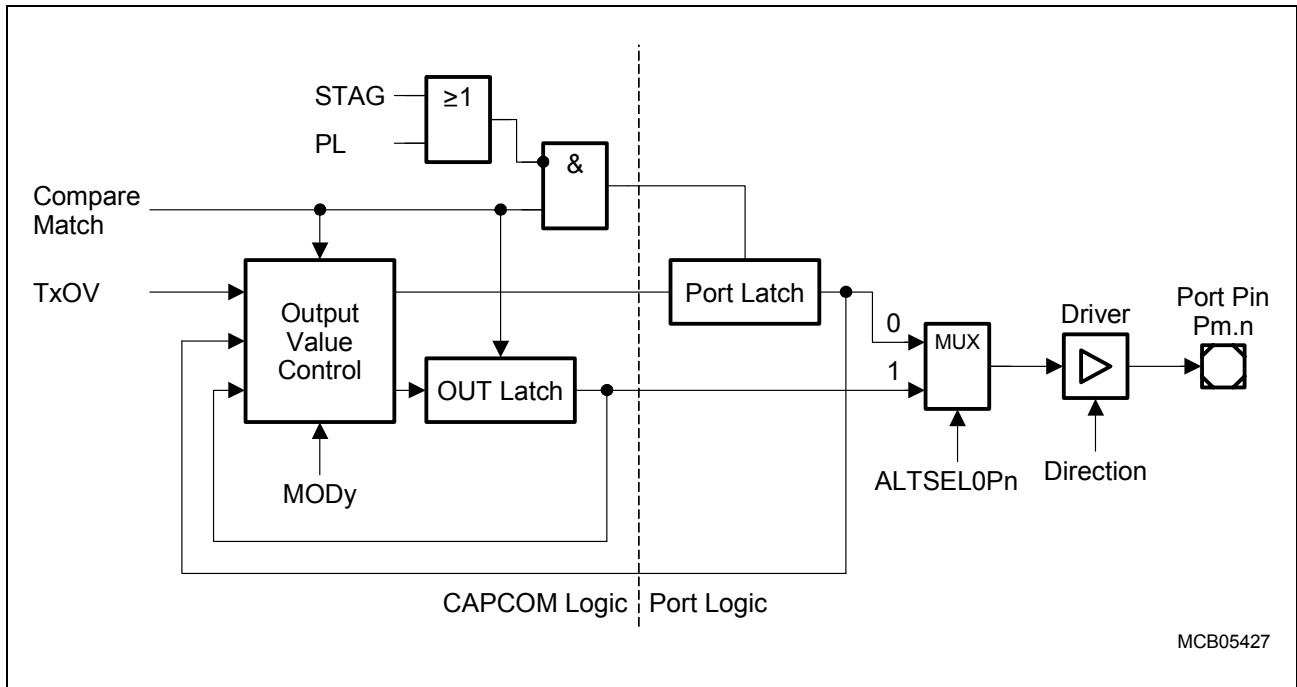 STAG
≥1
PL
&
Compare
Match
TxOV
Output
Value
Control
Port Latch
OUT Latch
0
1
MUX
Driver
Port Pin
Pm.n
MODy
ALTSEL0Pn
Direction
CAPCOM Logic
Port Logic
MCB05427